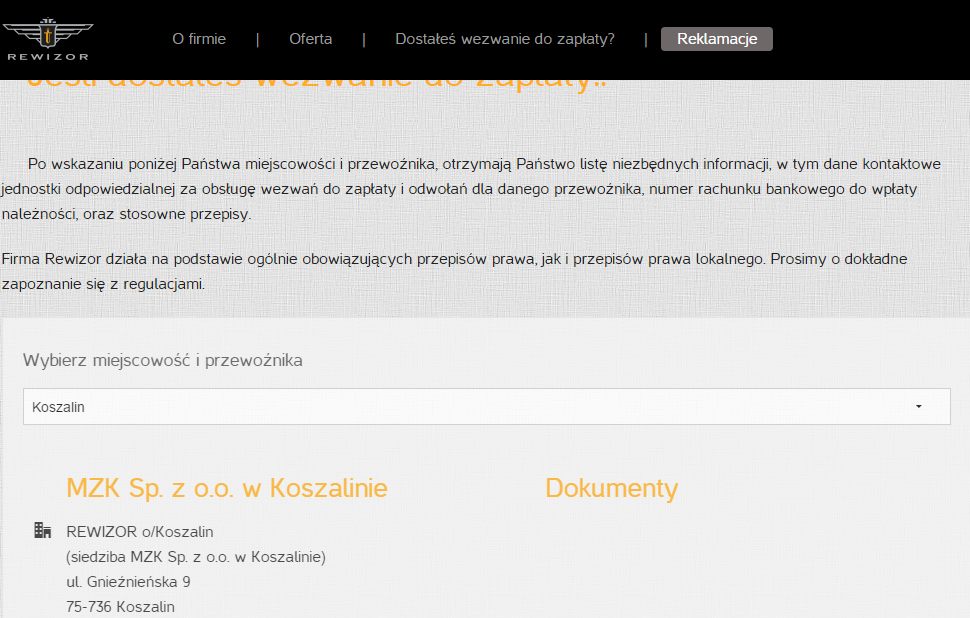 REWIZOR
O firmie | Oferta | Dostałeś wezwanie do zapłaty? | Reklamacje
Jeśli dostałeś wezwanie do zapłaty..
Po wskazaniu poniżej Państwa miejscowości i przewoźnika, otrzymają Państwo listę niezbędnych informacji, w tym dane kontaktowe
jednostki odpowiedzialnej za obsługę wezwań do zapłaty i odwołań dla danego przewoźnika, numer rachunku bankowego do wpłaty
należności, oraz stosowne przepisy.
Firma Rewizor działa na podstawie ogólnie obowiązujących przepisów prawa, jak i przepisów prawa lokalnego. Prosimy o dokładne
zapoznanie się z regulacjami.
Wybierz miejscowość i przewoźnika
Koszalin
MZK Sp. z o.o. w Koszalinie
REWIZOR o/Koszalin
(siedziba MZK Sp. z o.o. w Koszalinie)
ul. Gnieźnieńska 9
75-736 Koszalin
Dokumenty